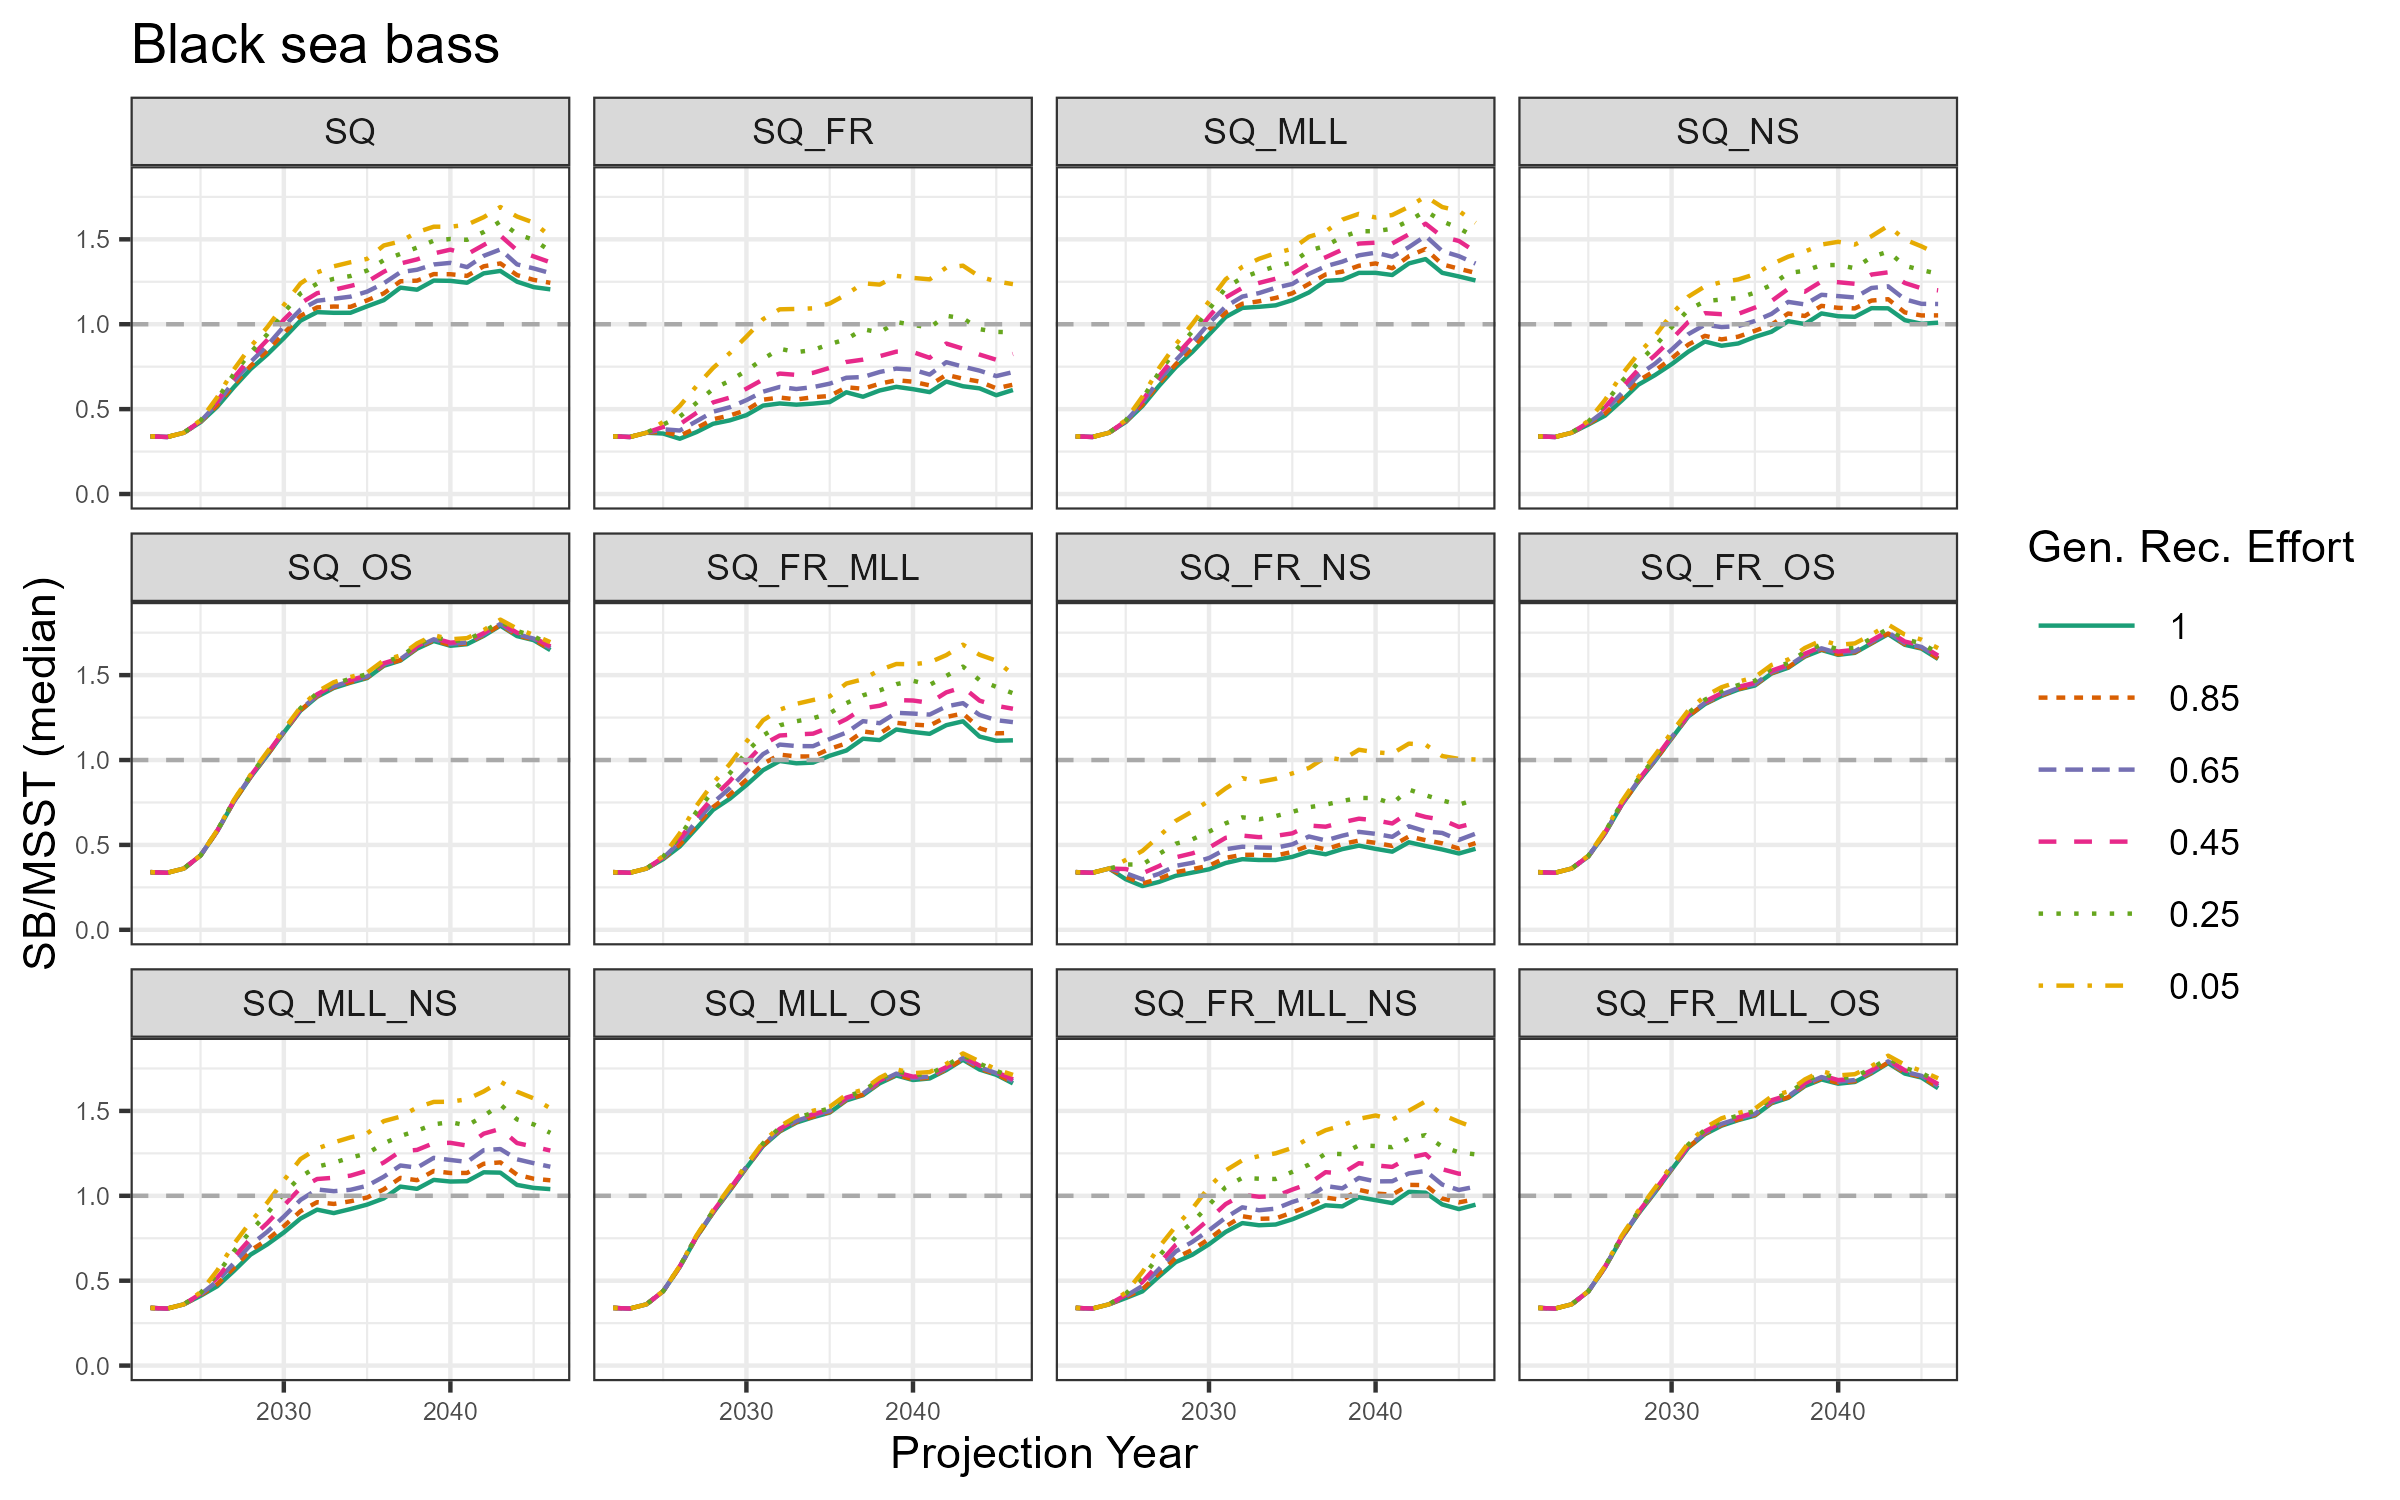 Black sea bass
SQ
SQ_FR
SQ_MLL
SQ_NS
1.5
1.0
0.5
0.0
SQ_OS
SQ_FR_MLL
SQ_FR_NS
SQ_FR_OS
1.5
1.0
0.5
0.0
SQ_MLL_NS
SQ_MLL_OS
SQ_FR_MLL_NS
SQ_FR_MLL_OS
1.5
1.0
0.5
0.0
2030
2040
2030
2040
2030
2040
2030
2040
Projection Year
SB/MSST (median)
Gen. Rec. Effort
1
0.85
0.65
0.45
0.25
0.05